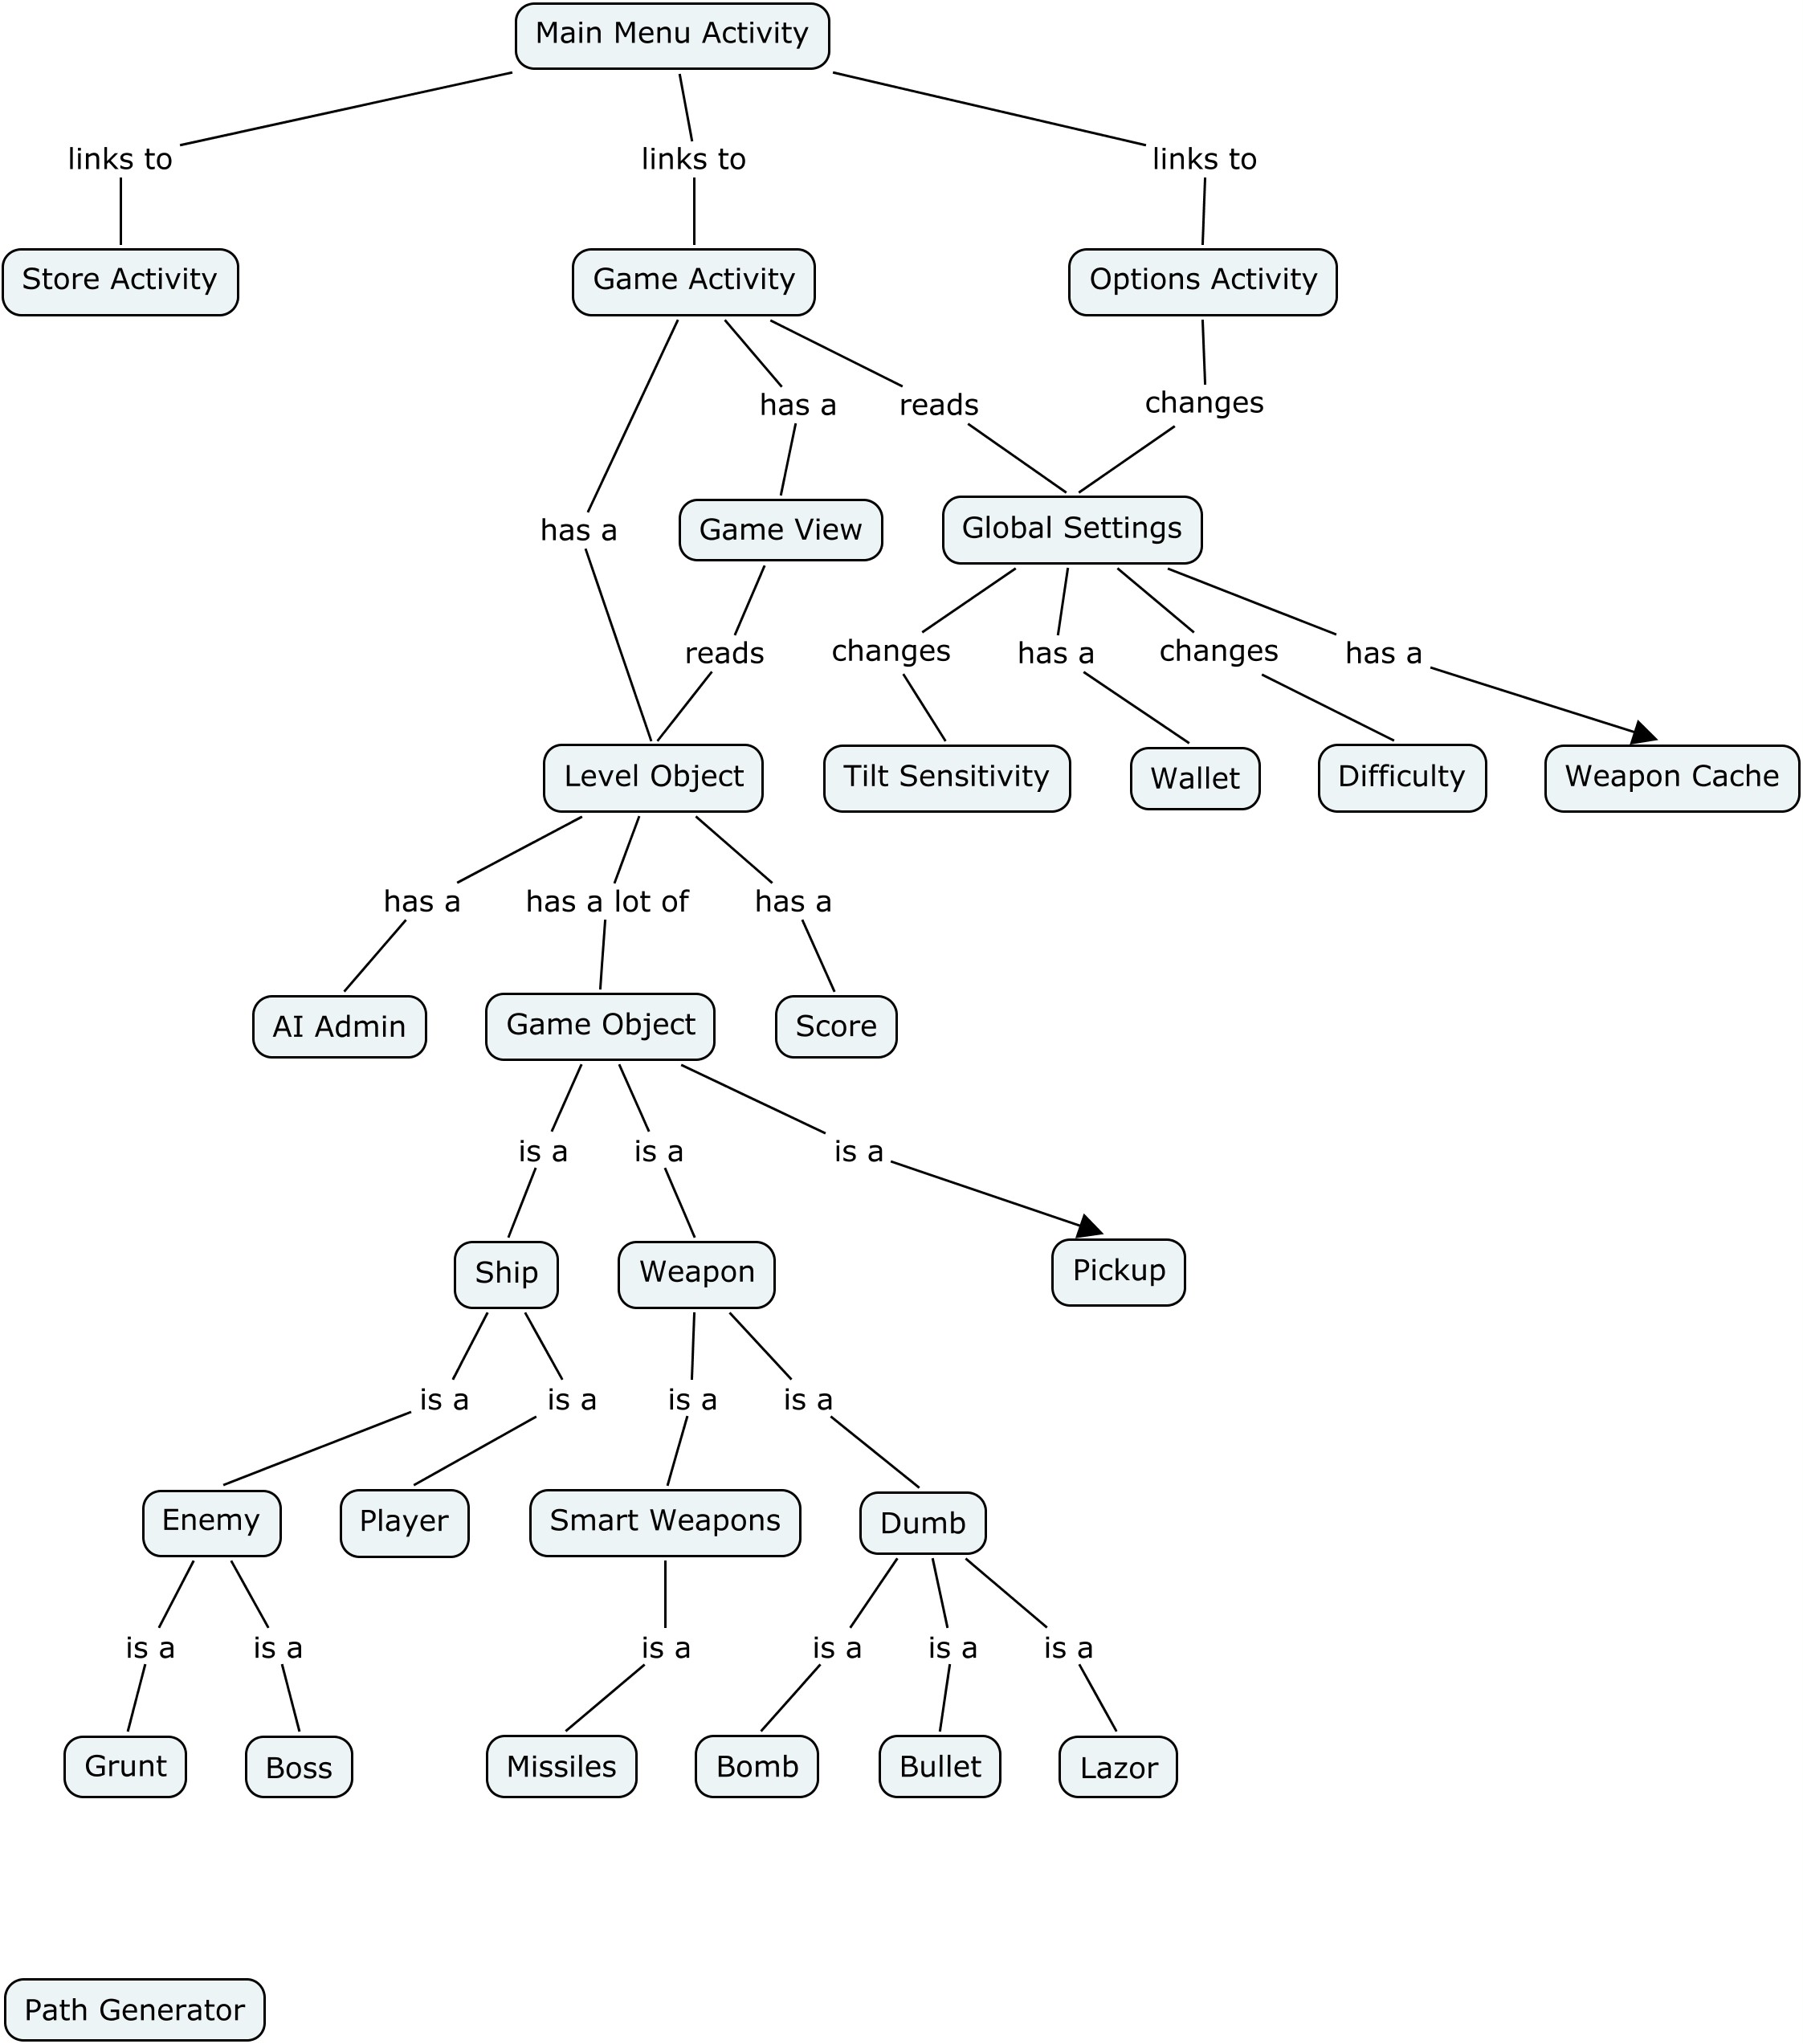 Main Menu Activity
links to
links to
links to
Store Activity
Game Activity
Options Activity
has a
reads
changes
has a
Game View
Global Settings
reads
changes
has a
changes
has a
Level Object
Tilt Sensitivity
Wallet
Difficulty
Weapon Cache
has a
has a lot of
has a
AI Admin
Game Object
Score
is a
is a
is a
Ship
Weapon
Pickup
is a
is a
is a
is a
Enemy
Player
Smart Weapons
Dumb
is a
is a
is a
is a
is a
is a
Grunt
Boss
Missiles
Bomb
Bullet
Lazor
Path Generator